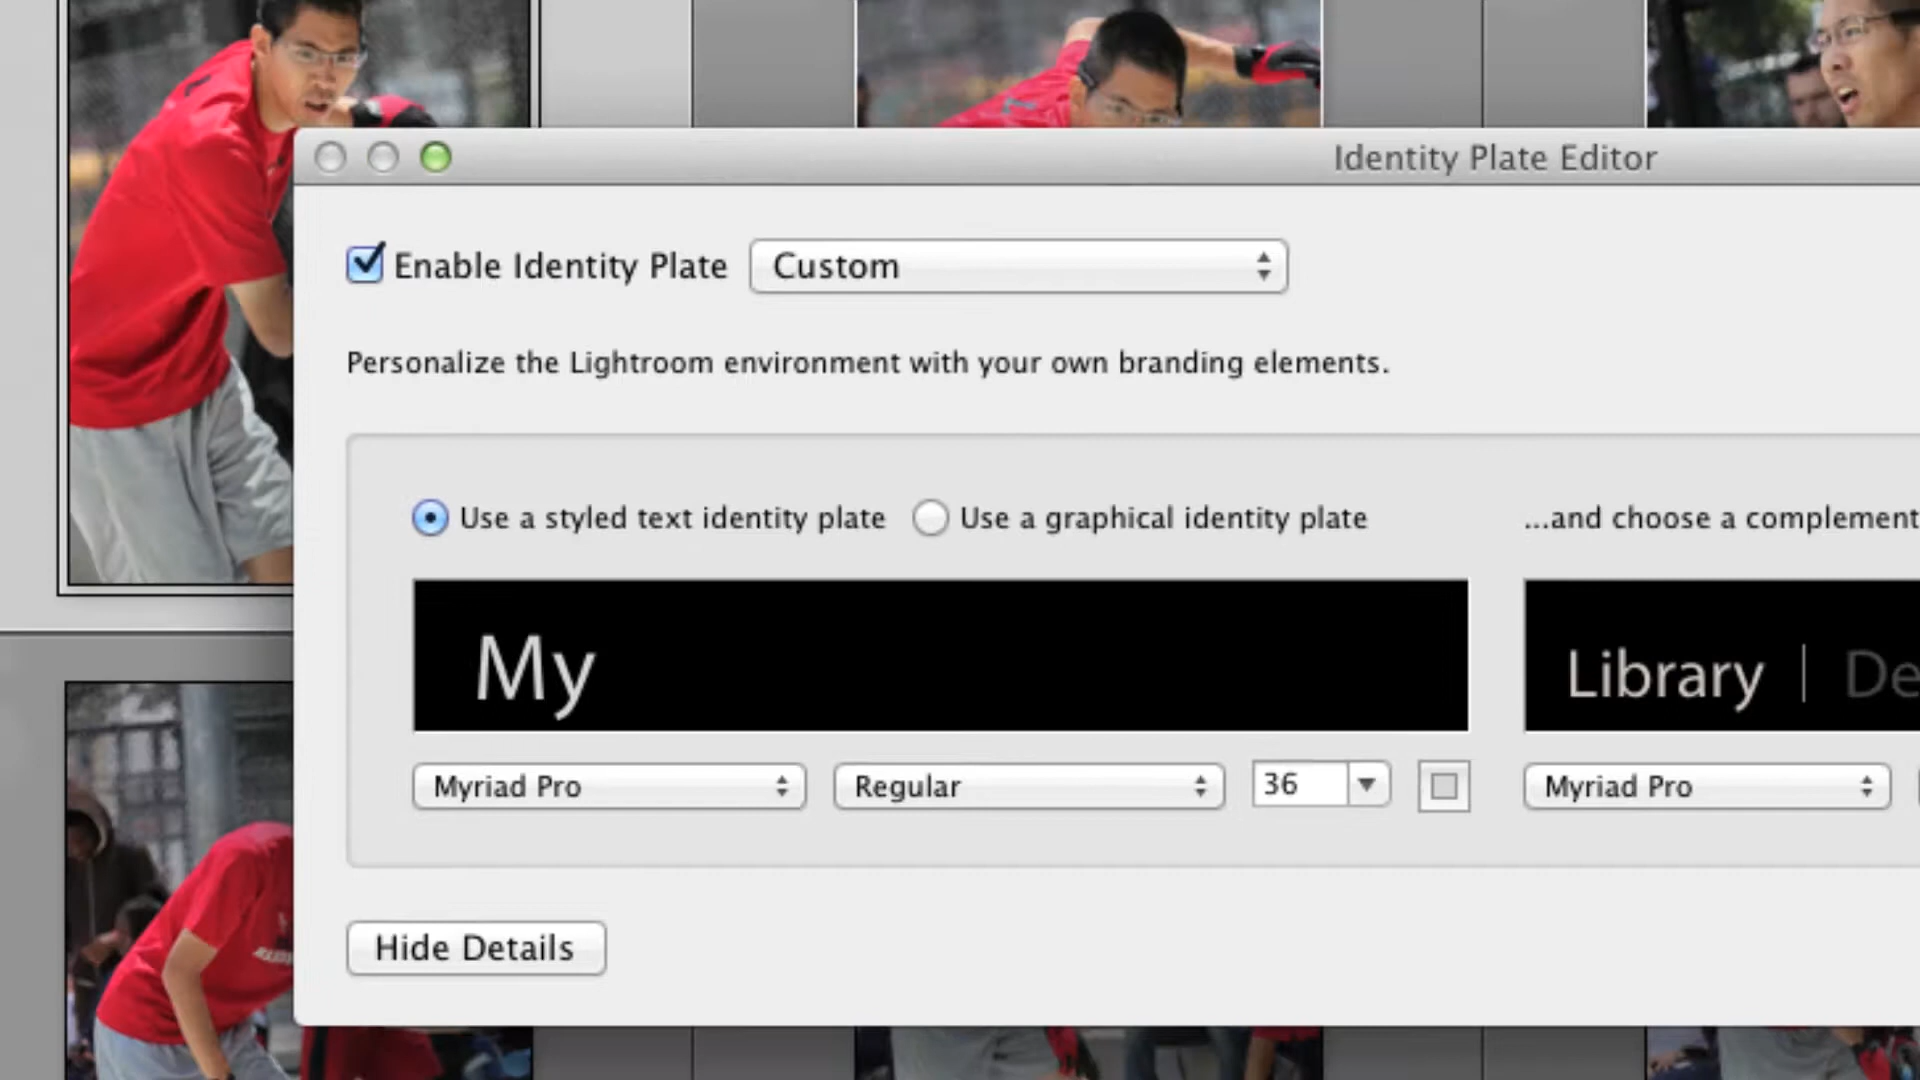 Identity Plate Editor
Enable Identity Plate Custom
Personalize the Lightroom environment with your own branding elements.
Use a styled text identity plate Use a graphical identity plate ...and choose a complement
My
Library | De
Myriad Pro Regular 36 Myriad Pro
Hide Details